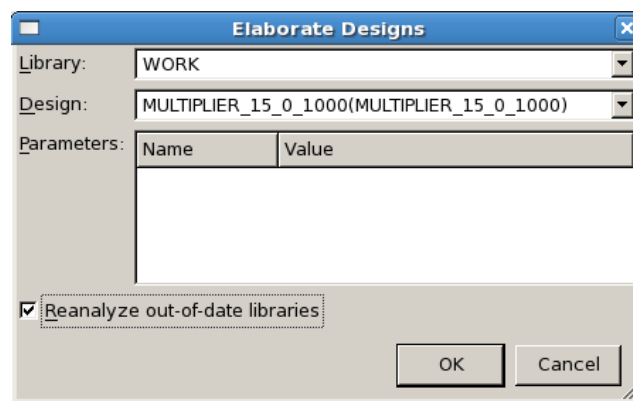 Elaborate Designs
Library: WORK
Design: MULTIPLIER_15_0_1000(MULTIPLIER_15_0_1000)
Parameters: Name Value
Reanalyze out-of-date libraries
OK Cancel